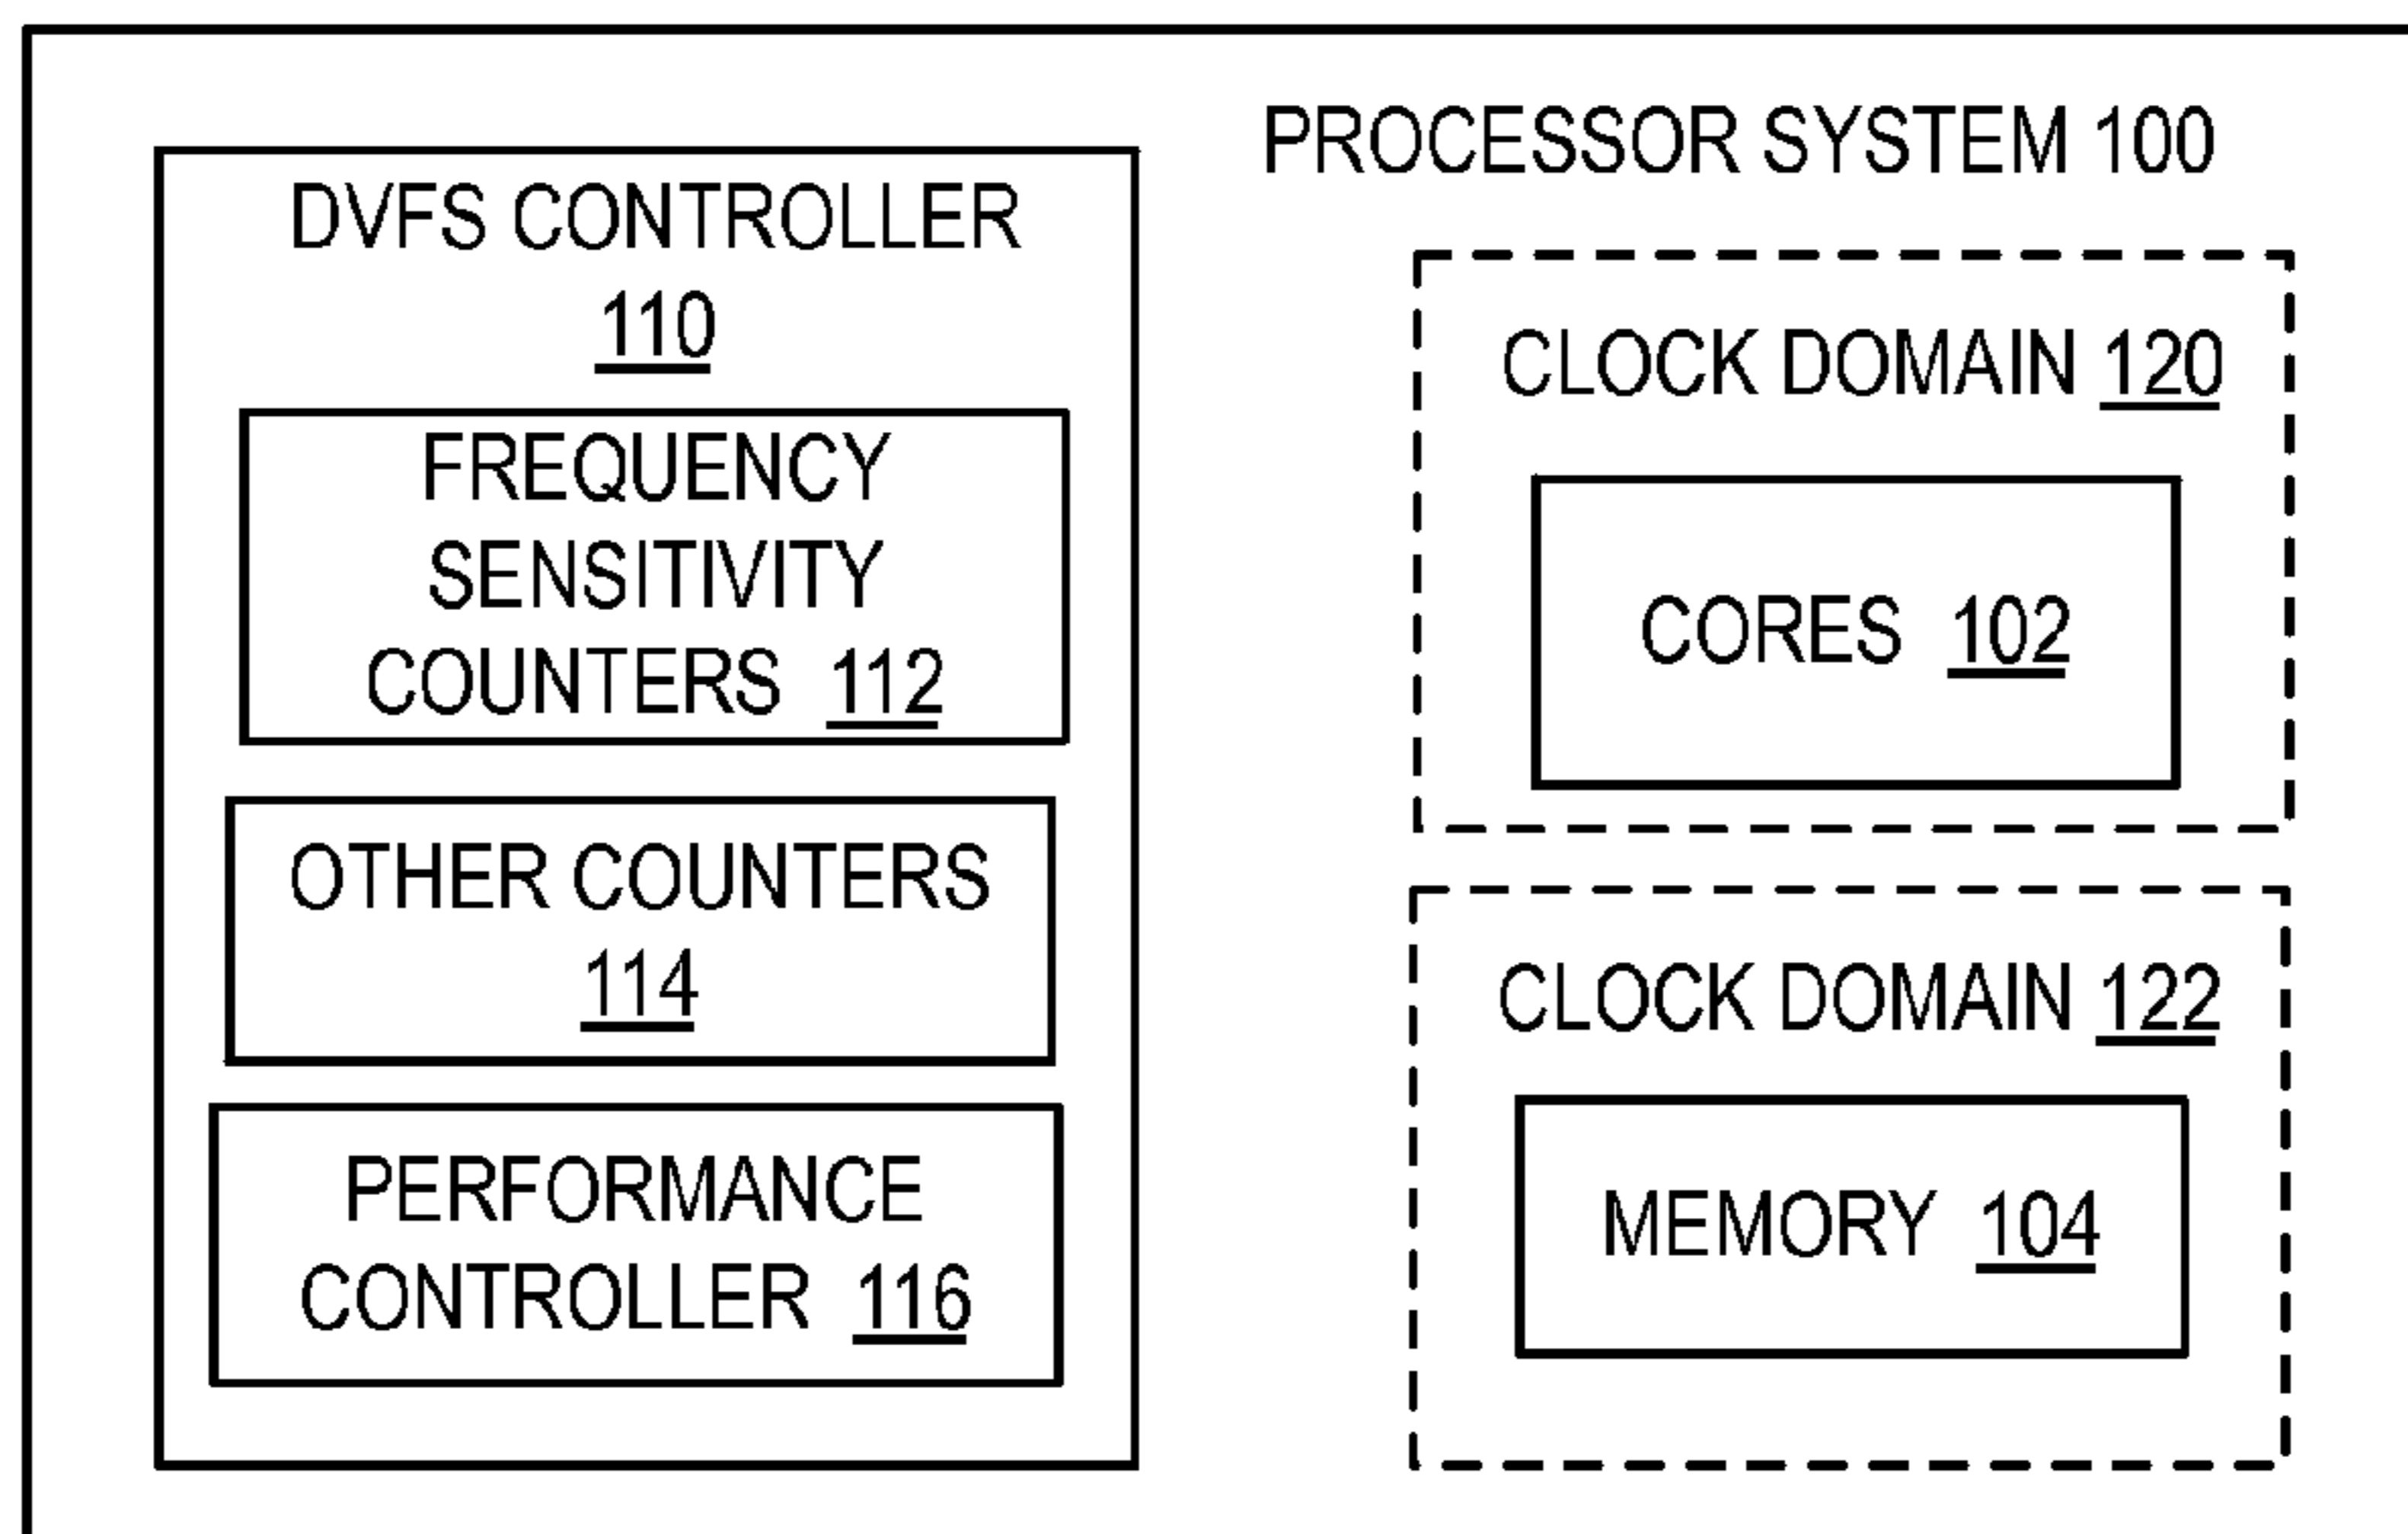 PROCESSOR SYSTEM 100
DVFS CONTROLLER
110
FREQUENCY
SENSITIVITY
COUNTERS 112
OTHER COUNTERS
114
PERFORMANCE
CONTROLLER 116
CLOCK DOMAIN 120
CORES 102
CLOCK DOMAIN 122
MEMORY 104